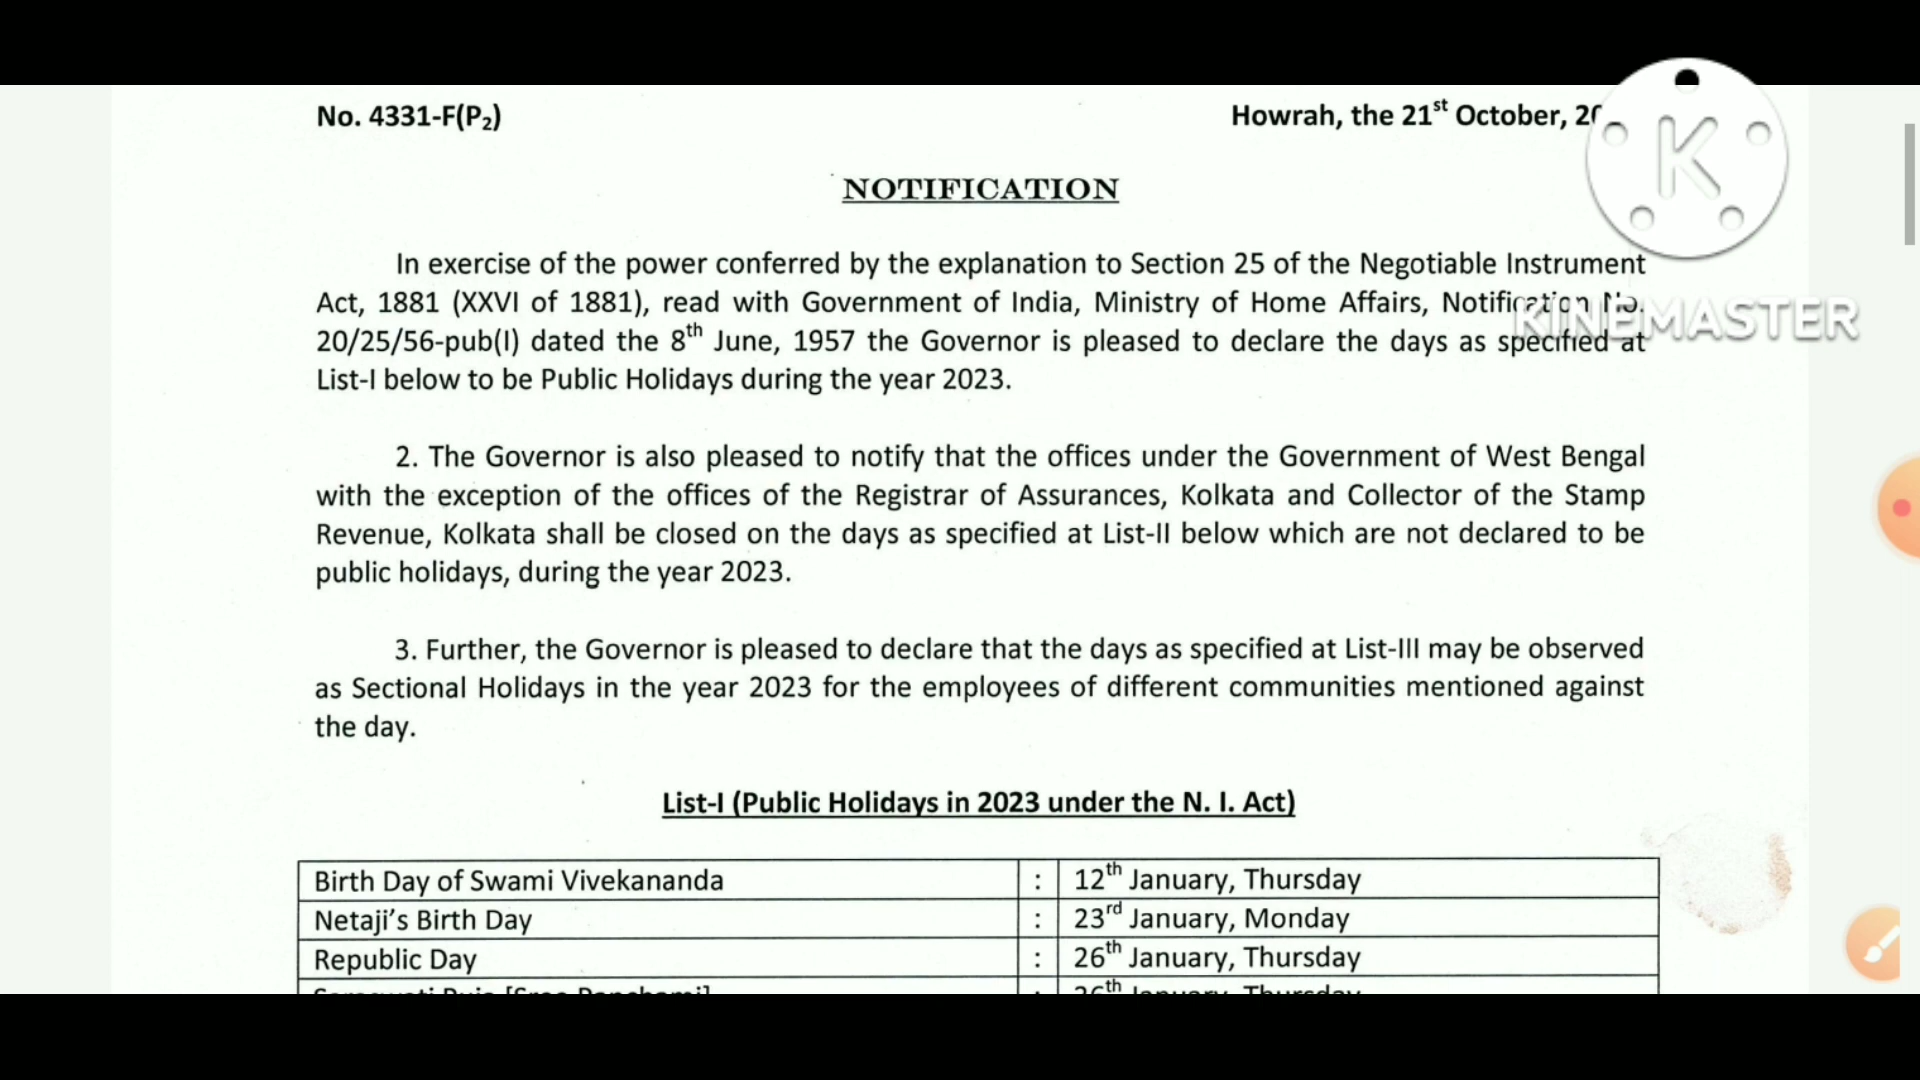 No. 4331-F(P₂) Howrah, the 21st October,
NOTIFICATION
In exercise of the power conferred by the explanation to Section 25 of the Negotiable Instrument
Act, 1881 (XXVI of 1881), read with Government of India, Ministry of Home Affairs, Notification No.
20/25/56-pub(I) dated the 8th June, 1957 the Governor is pleased to declare the days as specified at
List-I below to be Public Holidays during the year 2023.
2. The Governor is also pleased to notify that the offices under the Government of West Bengal
with the exception of the offices of the Registrar of Assurances, Kolkata and Collector of the Stamp
Revenue, Kolkata shall be closed on the days as specified at List-II below which are not declared to be
public holidays, during the year 2023.
3. Further, the Governor is pleased to declare that the days as specified at List-III may be observed
as Sectional Holidays in the year 2023 for the employees of different communities mentioned against
the day.
List-I (Public Holidays in 2023 under the N. I. Act)
Birth Day of Swami Vivekananda : 12th January, Thursday
Netaji's Birth Day : 23rd January, Monday
Republic Day : 26th January, Thursday
Saraswati Puja [Sree Panchami] : 26th January, Thursday
K
KINEMASTER